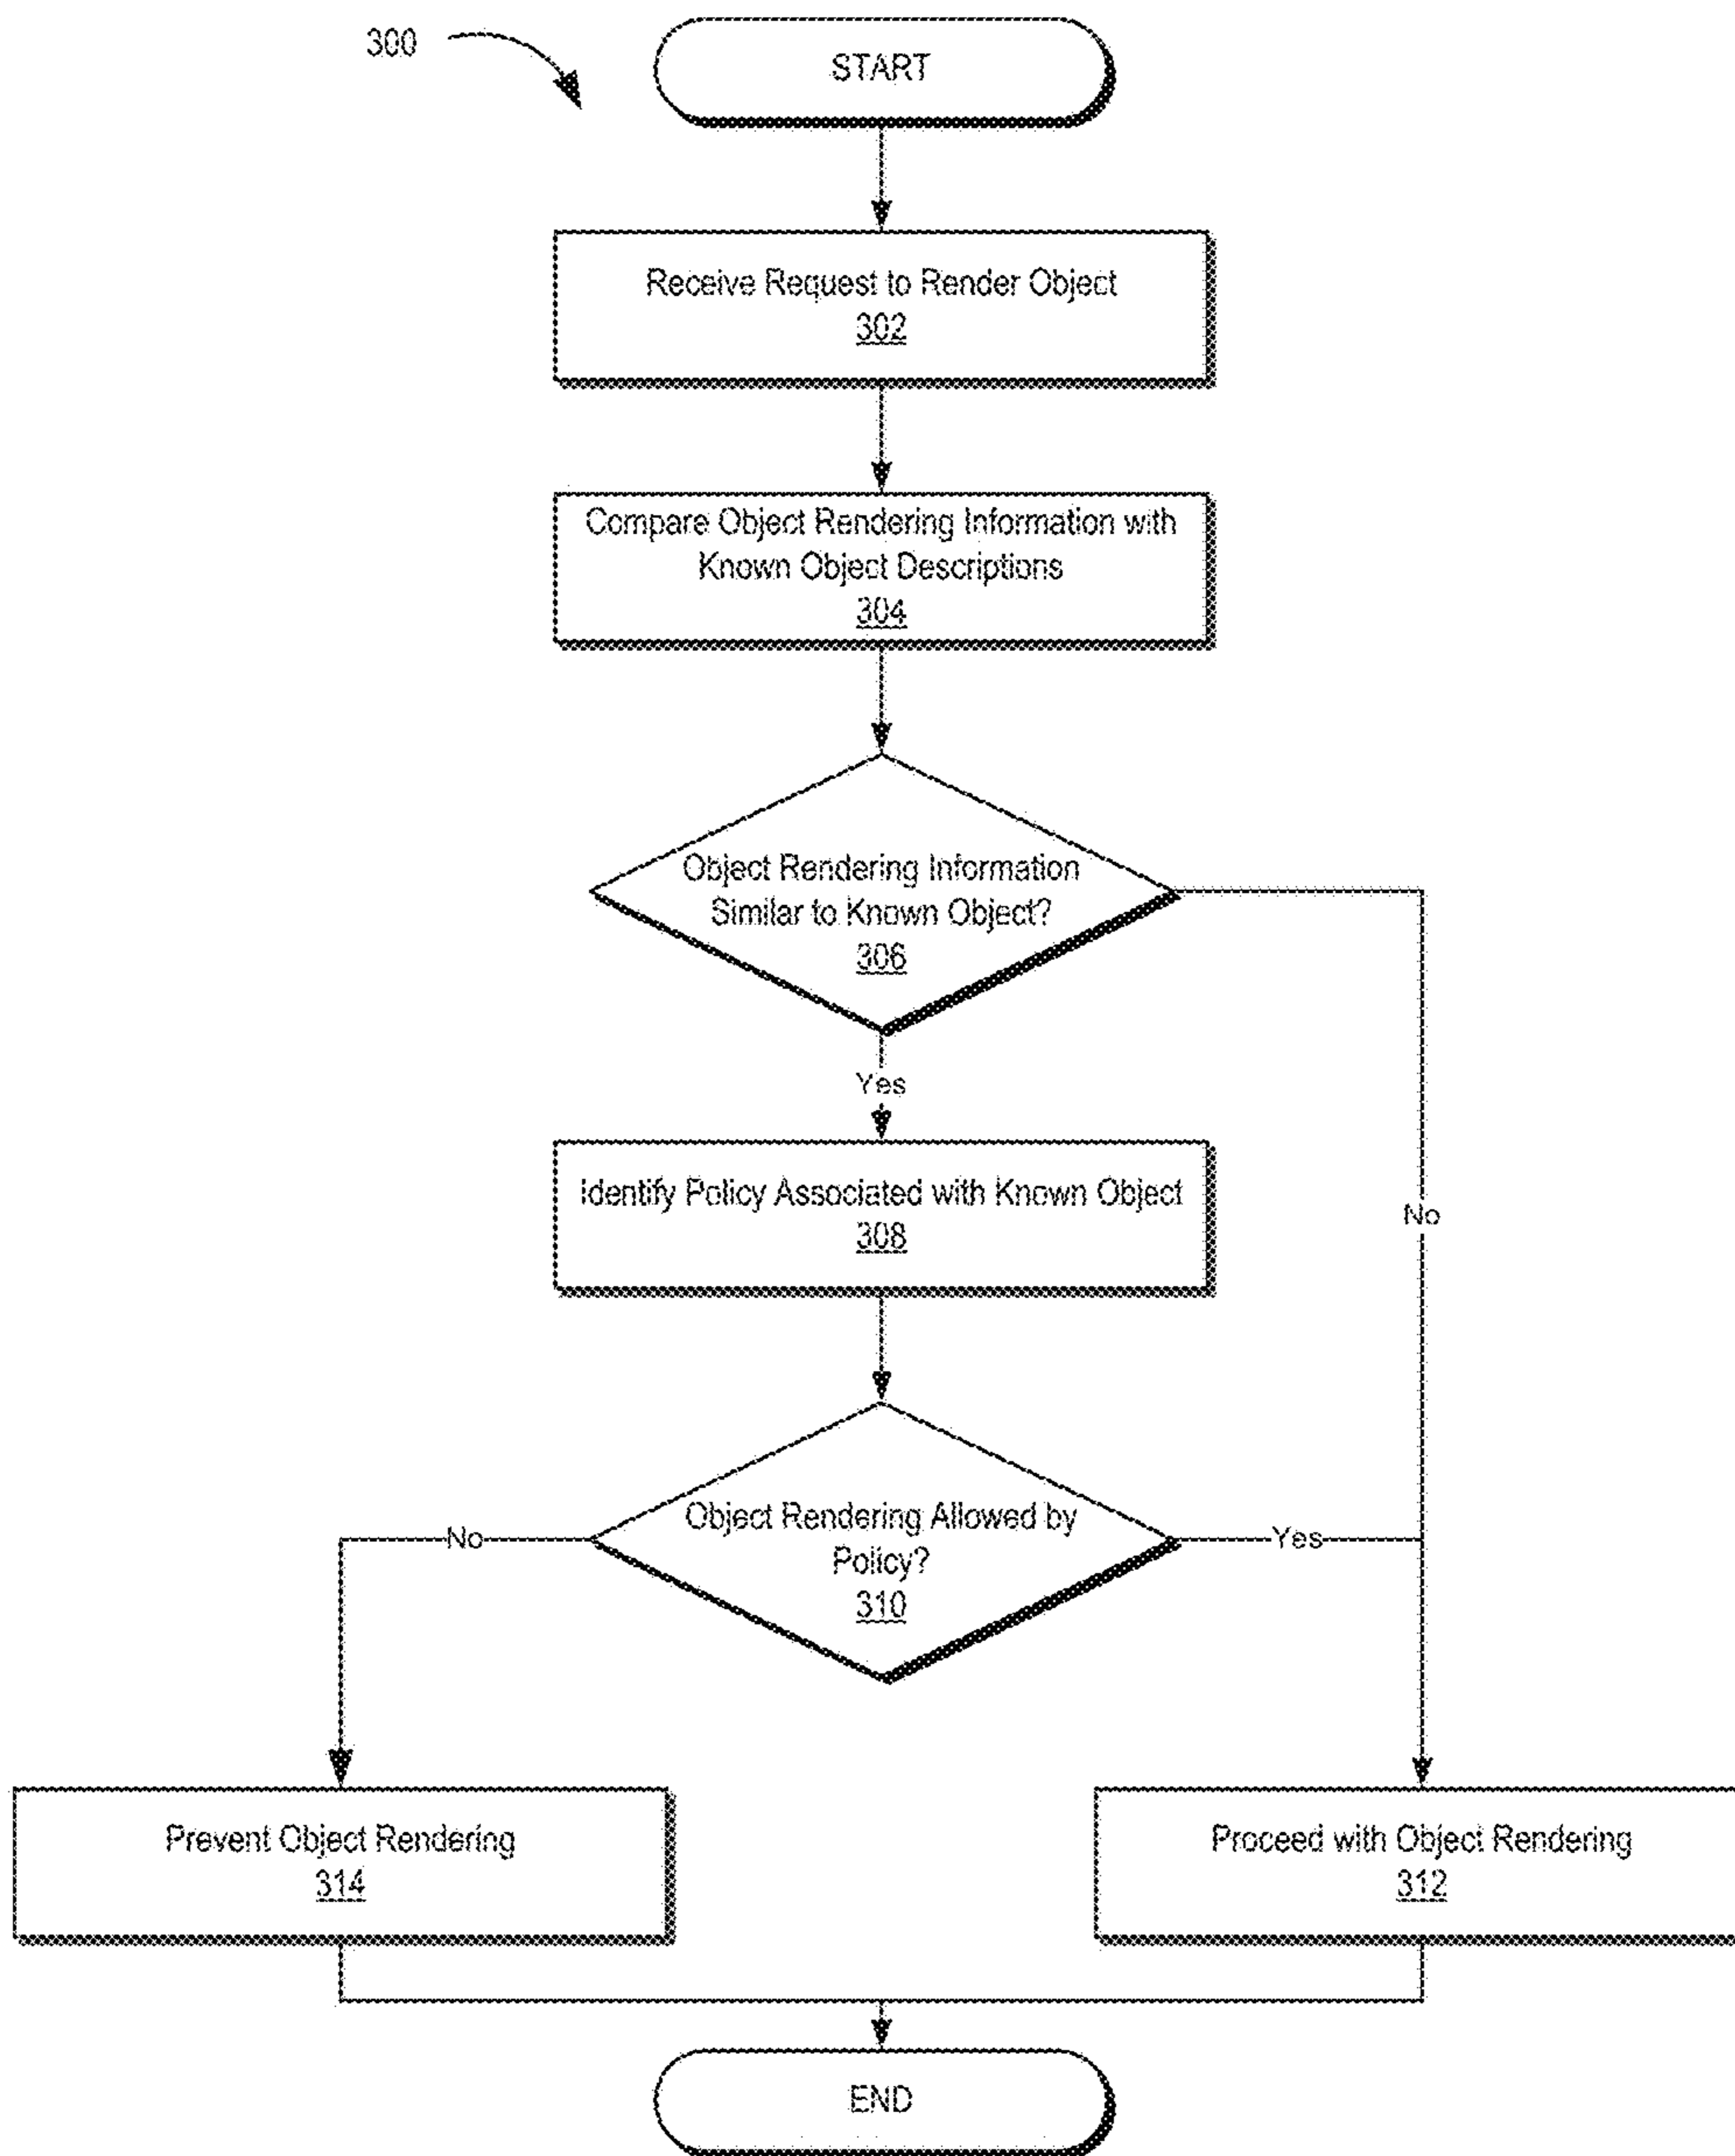 300
START
Receive Request to Render Object
302
Compare Object Rendering Information with
Known Object Descriptions
304
Object Rendering Information
Similar to Known Object?
306
Yes
Identify Policy Associated with Known Object
308
No
Object Rendering Allowed by
Policy?
310
No
Yes
Prevent Object Rendering
314
Proceed with Object Rendering
312
END